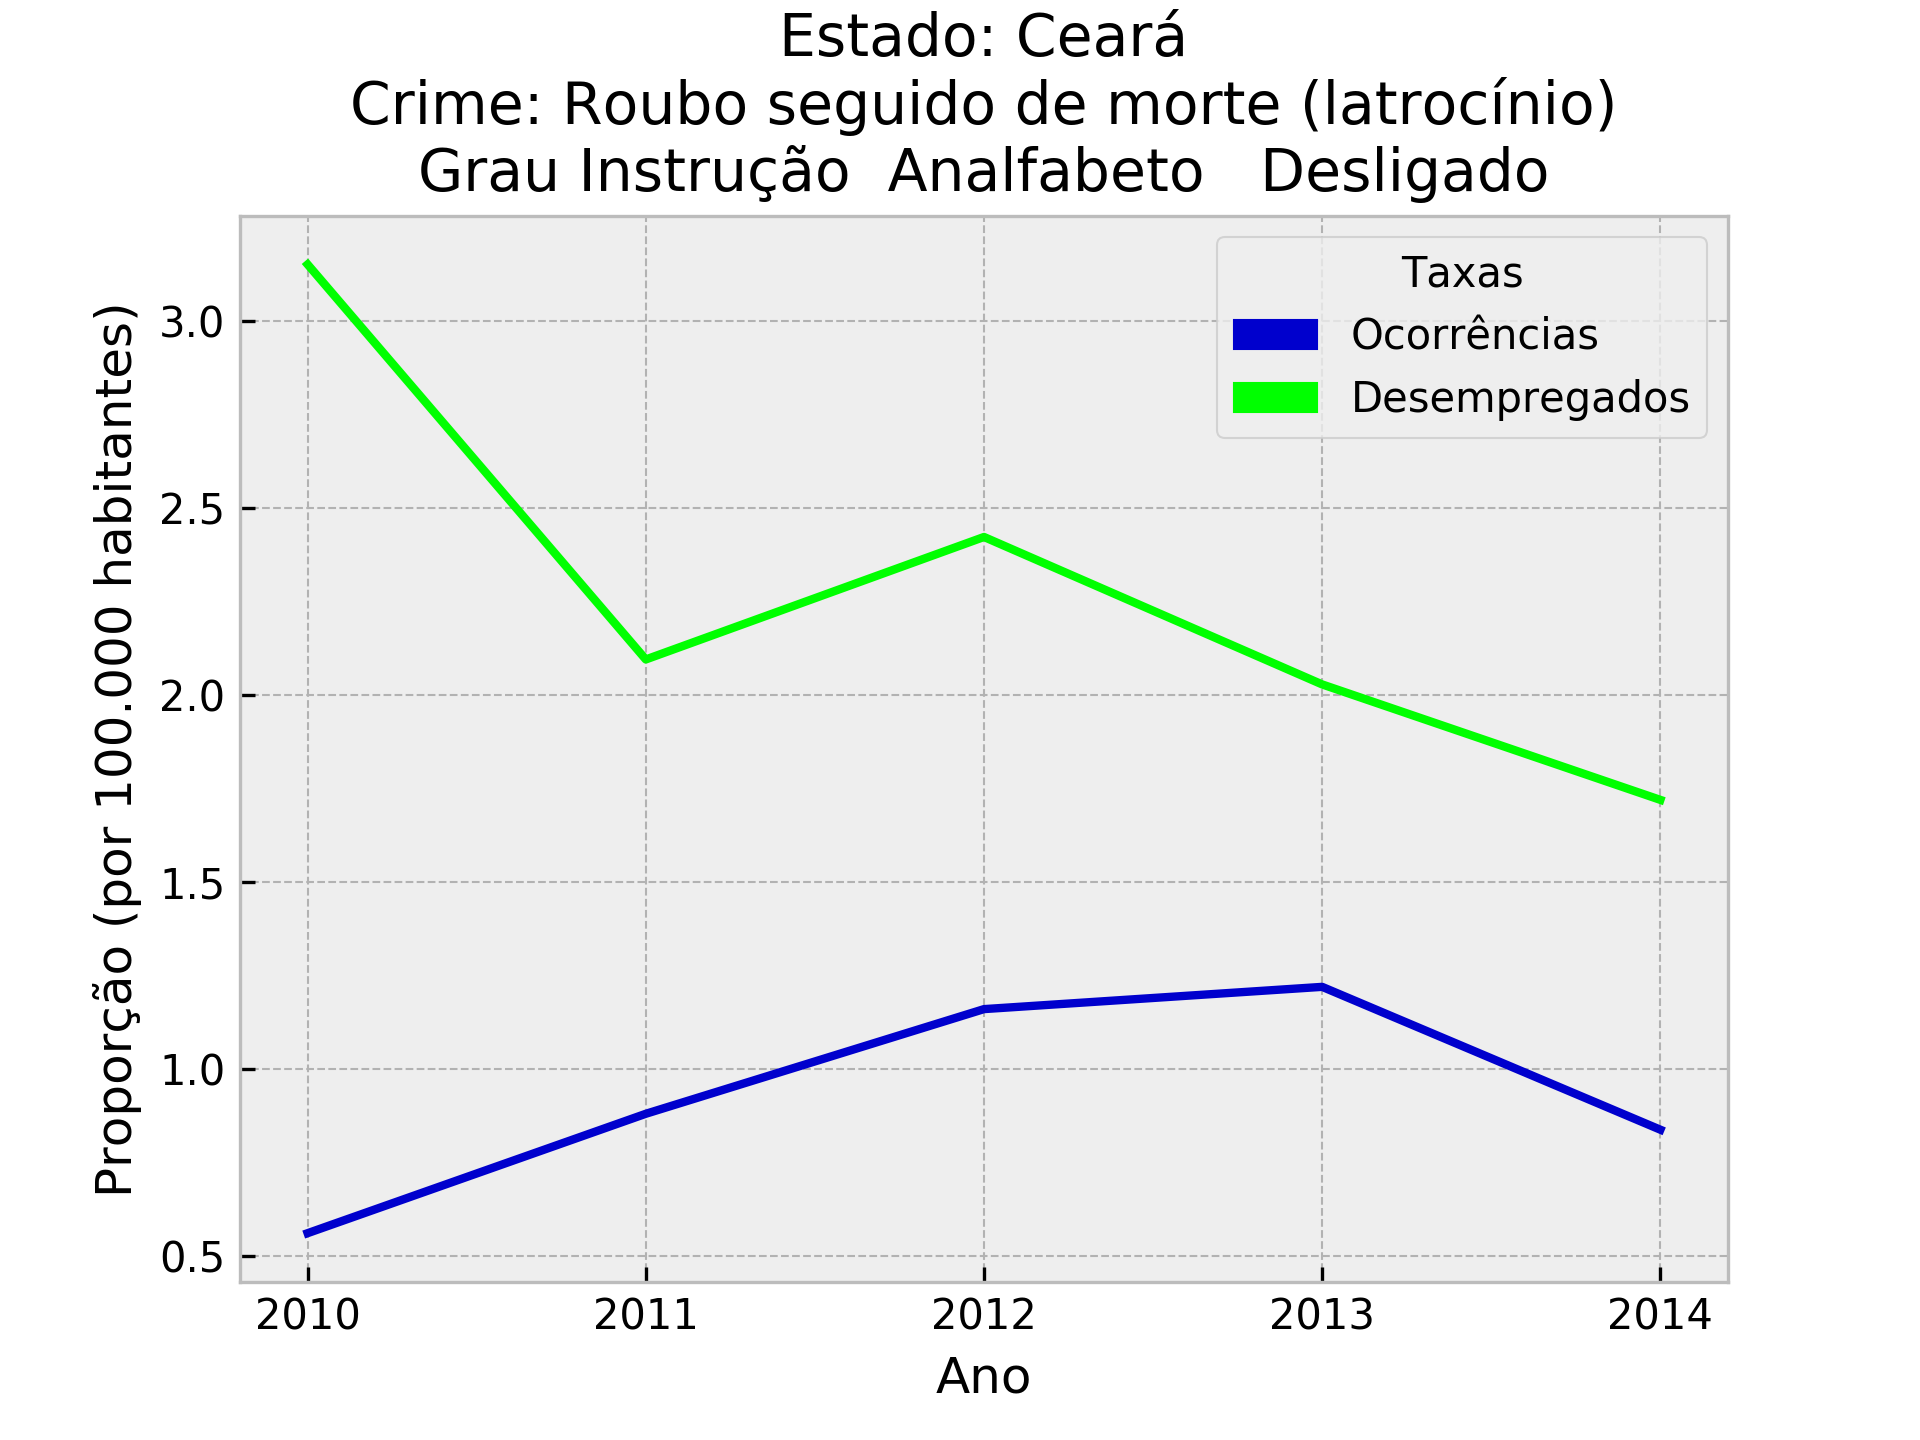 Estado: Ceará
Crime: Roubo seguido de morte (latrocínio)
Grau Instrução  Analfabeto   Desligado
Taxas
Ocorrências
Desempregados
Proporção (por 100.000 habitantes)
3.0
2.5
2.0
1.5
1.0
0.5
2010 2011 2012 2013 2014
Ano